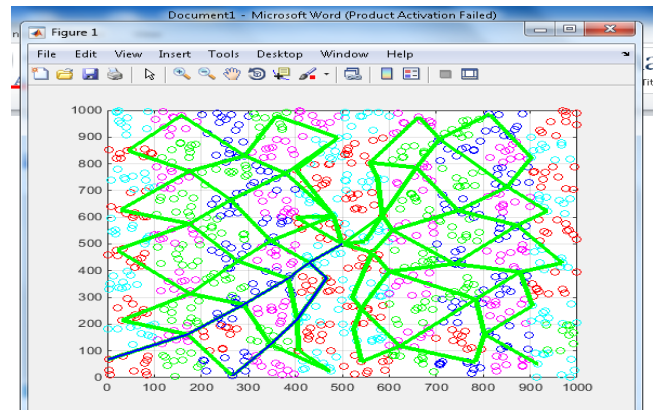 Document1 - Microsoft Word (Product Activation Failed)
Figure 1
File Edit View Insert Tools Desktop Window Help
1000
900
800
700
600
500
400
300
200
100
0
0 100 200 300 400 500 600 700 800 900 1000